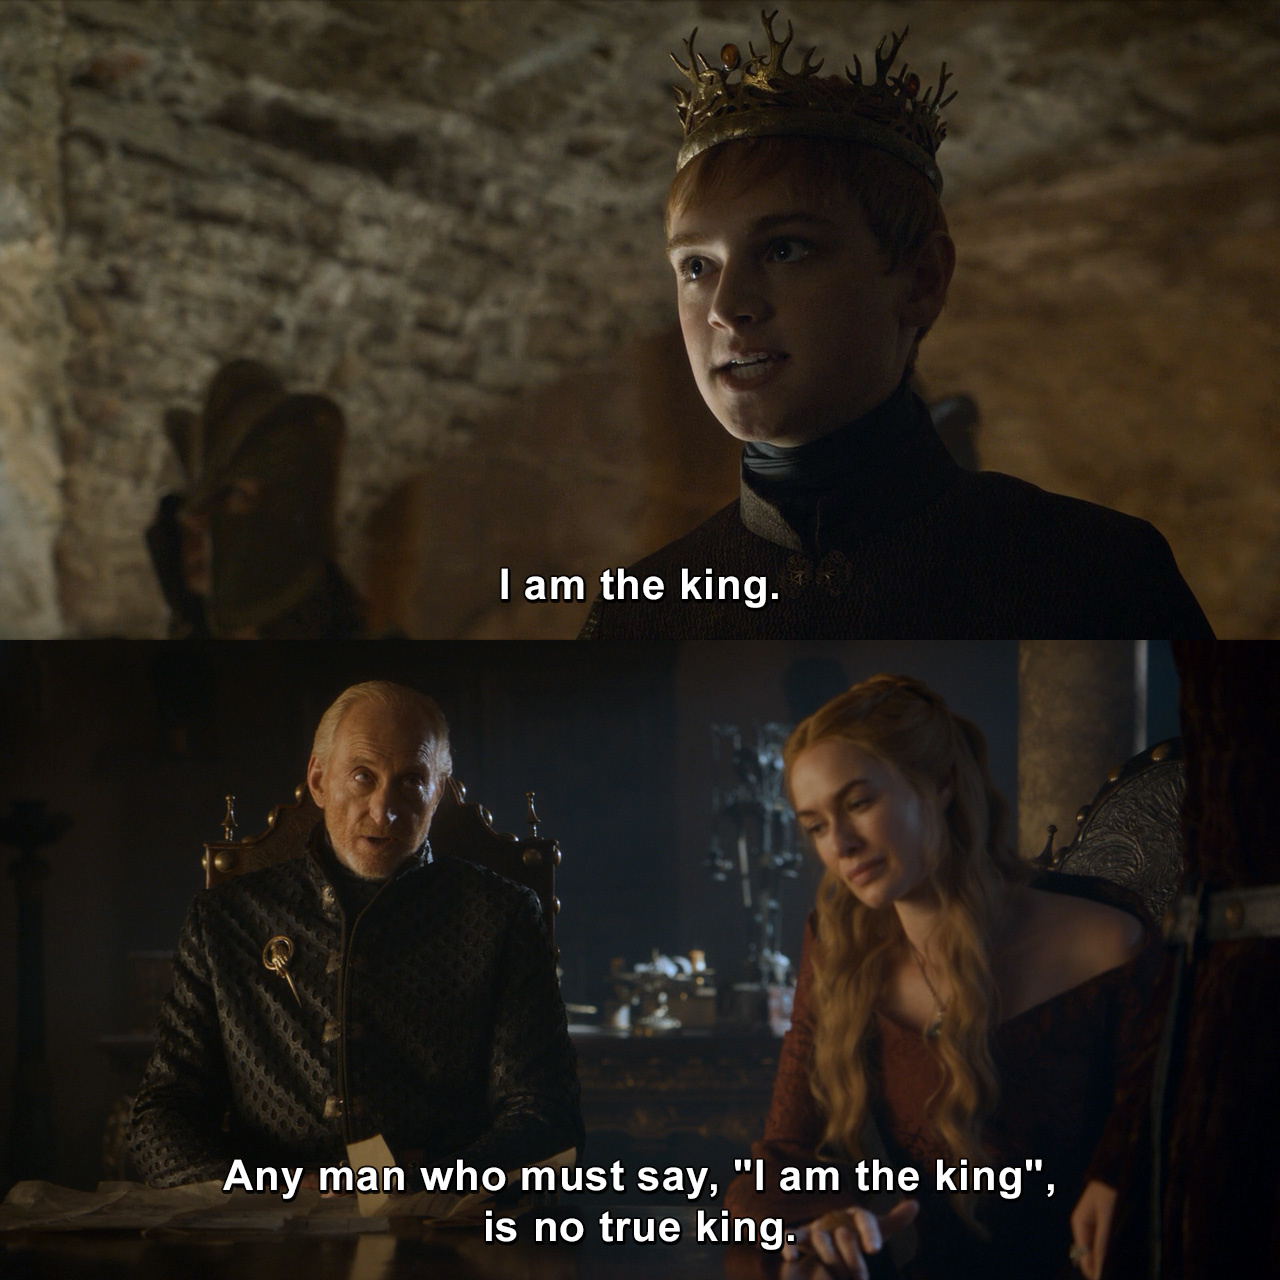 I am the king.
Any man who must say, "I am the king",
is no true king.